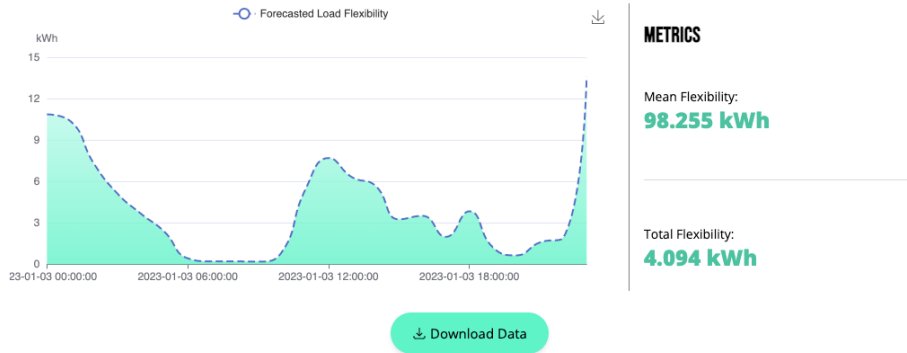 Forecasted Load Flexibility
kWh
15
12
9
6
3
0
23-01-03 00:00:00
2023-01-03 06:00:00
2023-01-03 12:00:00
2023-01-03 18:00:00
METRICS
Mean Flexibility:
98.255 kWh
Total Flexibility:
4.094 kWh
Download Data